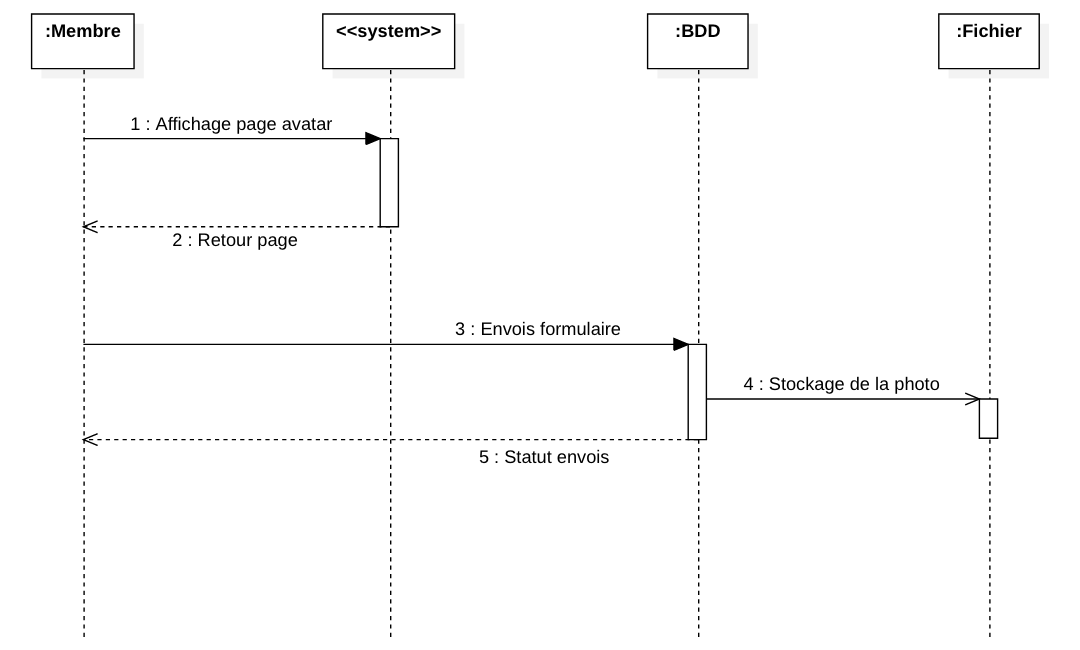 :Membre
<<system>>
:BDD
:Fichier
1 : Affichage page avatar
2 : Retour page
3 : Envois formulaire
4 : Stockage de la photo
5 : Statut envois